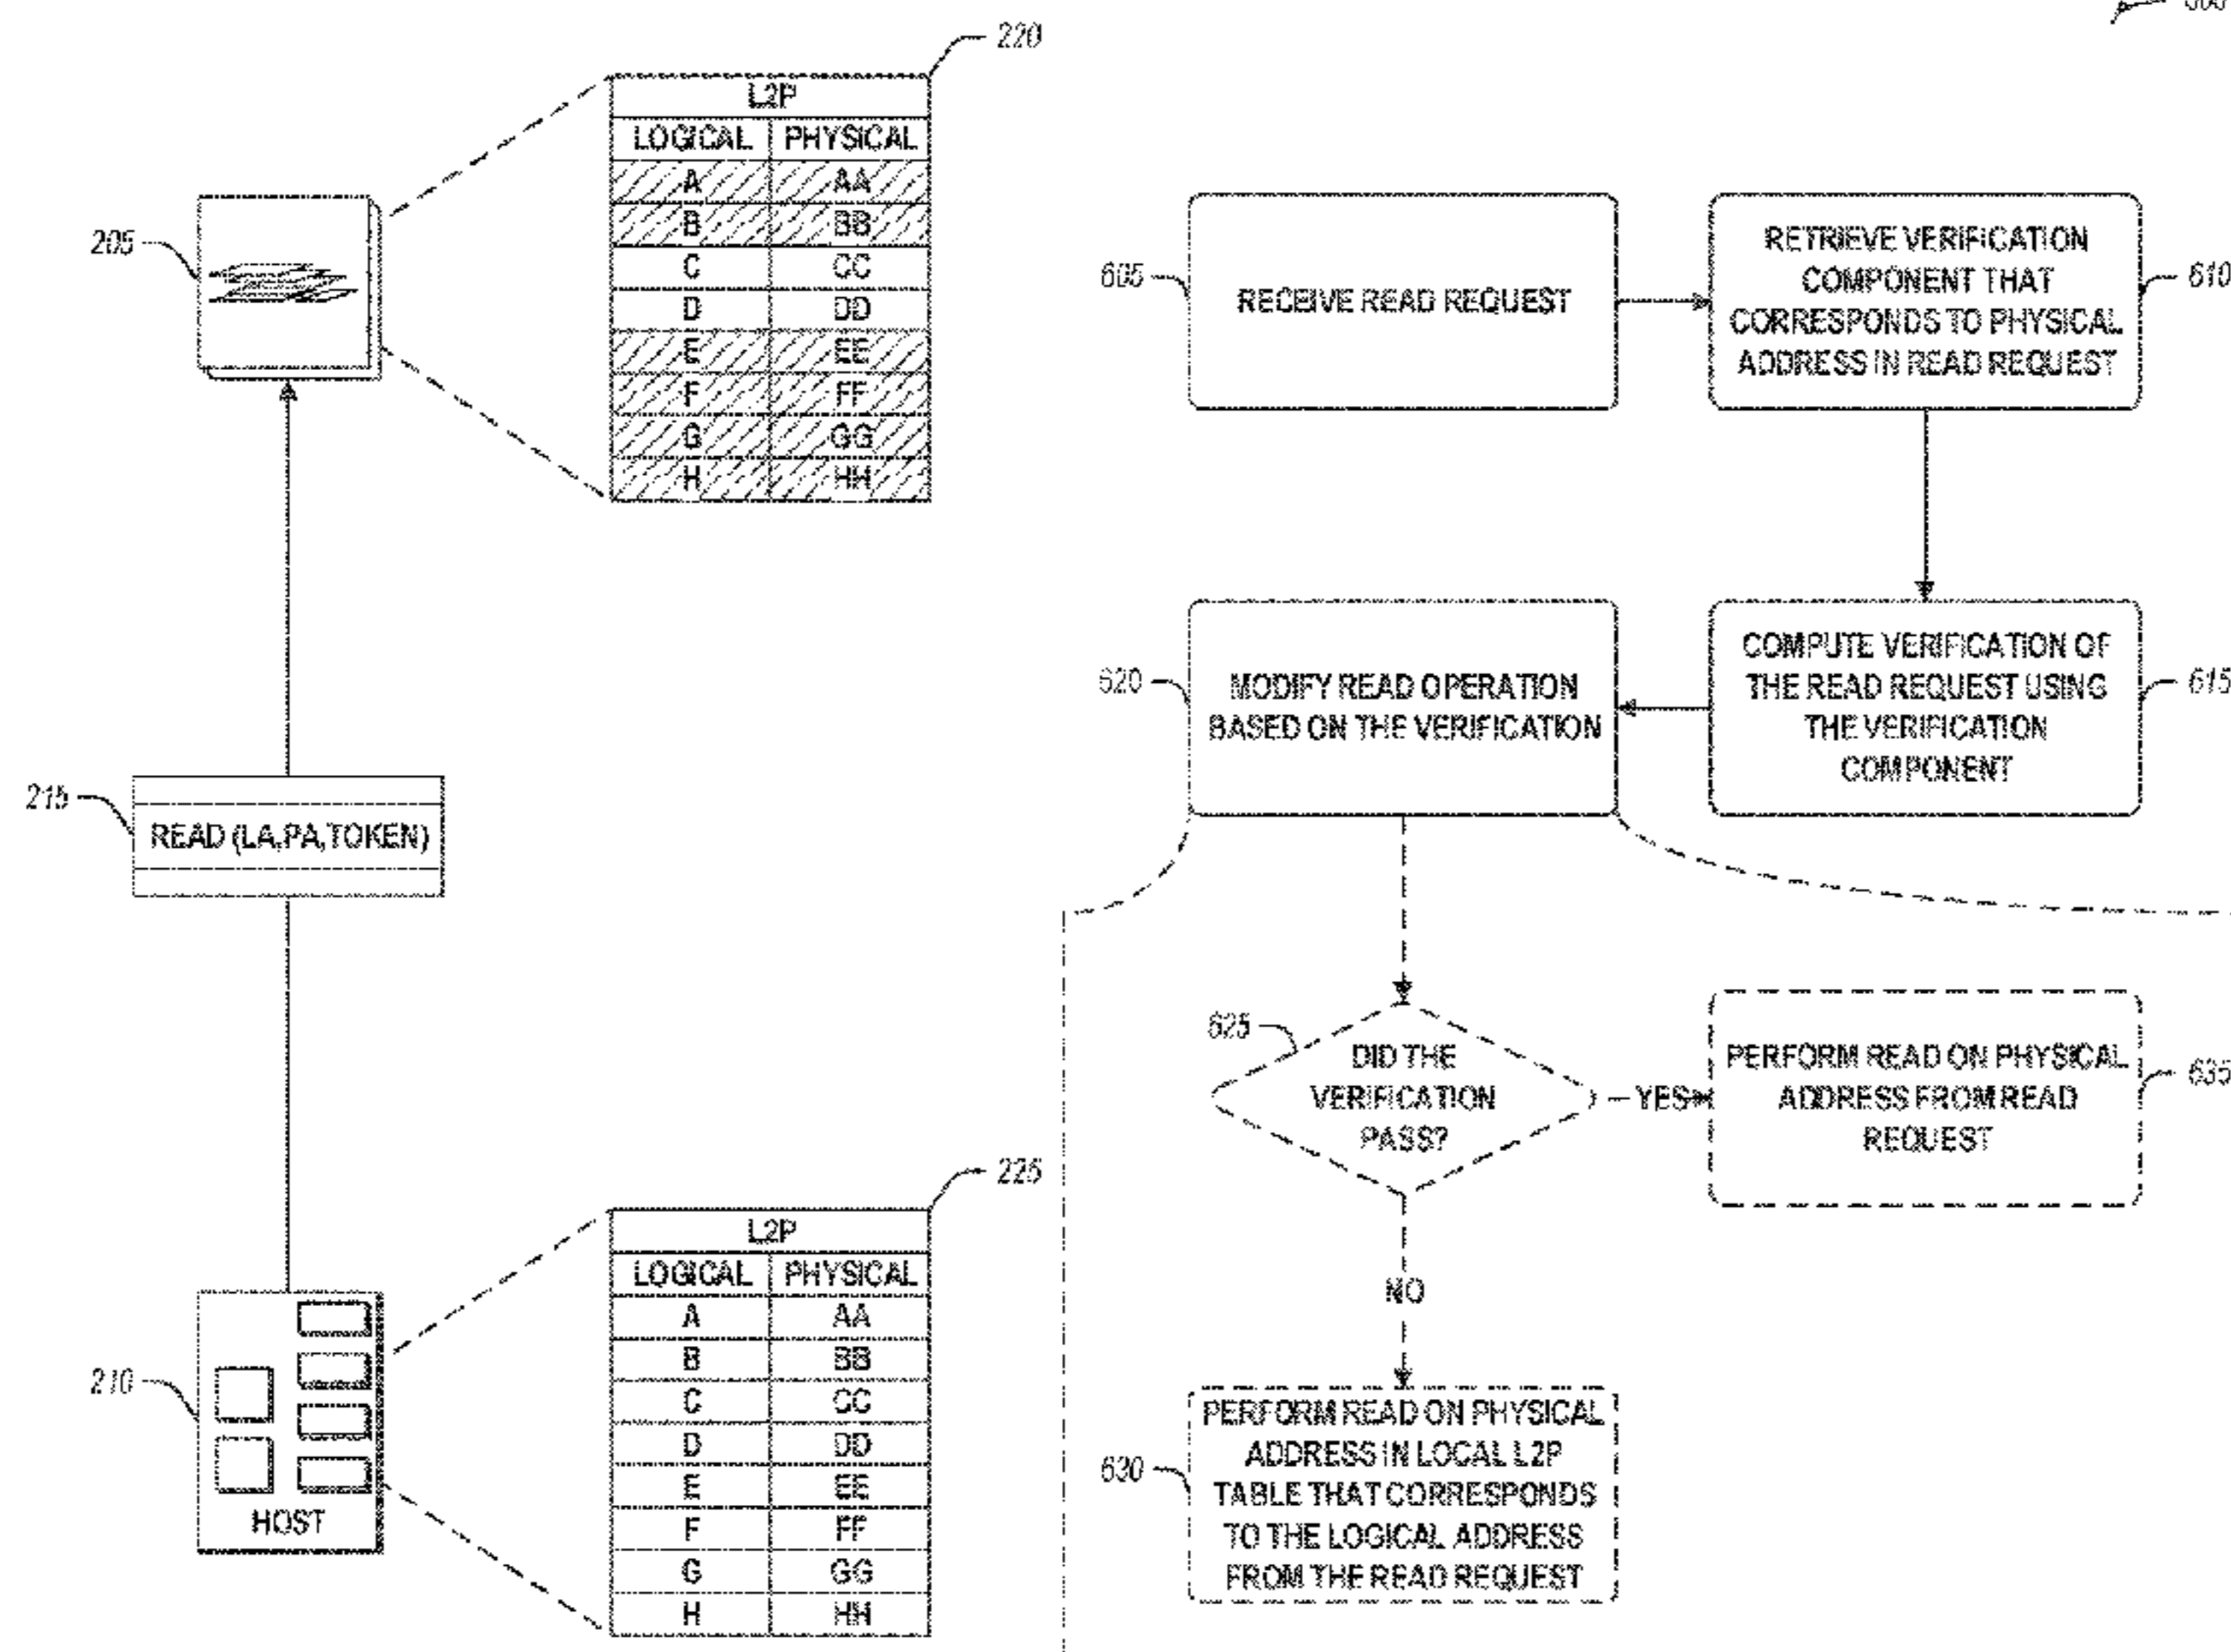 220
L2P
LOGICAL PHYSICAL
A AA
B BB
C CC
D DD
E EE
F FF
G GG
H HH
205
215
READ (LA,PA,TOKEN)
225
L2P
LOGICAL PHYSICAL
A AA
B BB
C CC
D DD
E EE
F FF
G GG
H HH
210
HOST
605
RECEIVE READ REQUEST
610
RETRIEVE VERIFICATION
COMPONENT THAT
CORRESPONDS TO PHYSICAL
ADDRESS IN READ REQUEST
615
COMPUTE VERIFICATION OF
THE READ REQUEST USING
THE VERIFICATION
COMPONENT
620
MODIFY READ OPERATION
BASED ON THE VERIFICATION
625
DID THE
VERIFICATION
PASS?
YES
635
PERFORM READ ON PHYSICAL
ADDRESS FROM READ
REQUEST
NO
630
PERFORM READ ON PHYSICAL
ADDRESS IN LOCAL L2P
TABLE THAT CORRESPONDS
TO THE LOGICAL ADDRESS
FROM THE READ REQUEST